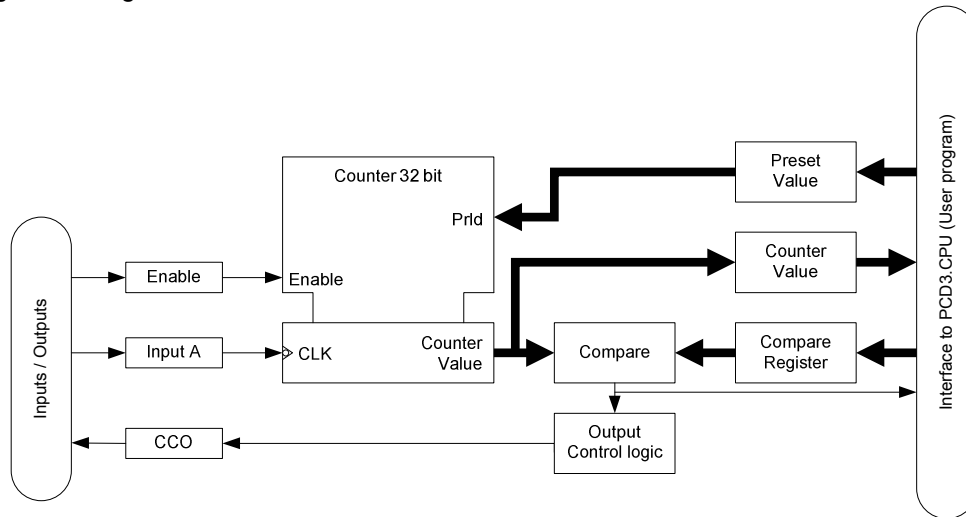 Inputs / Outputs
Enable
Input A
CCO
Counter 32 bit
Prld
Enable
CLK
Counter
Value
Preset
Value
Counter
Value
Compare
Compare
Register
Output
Control logic
Interface to PCD3.CPU (User program)